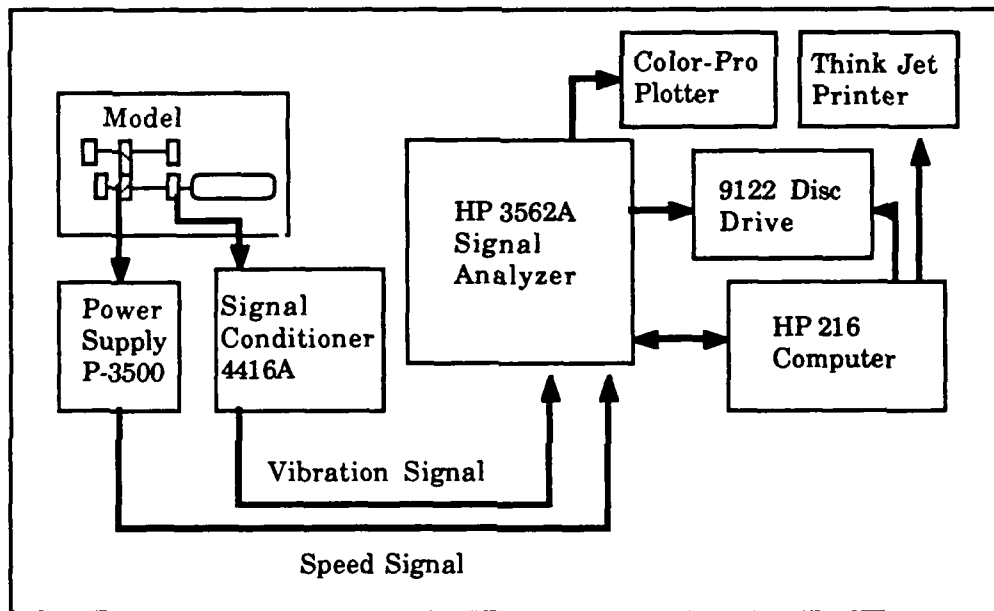 Model
Color-Pro
Plotter
Think Jet
Printer
HP 3562A
Signal
Analyzer
9122 Disc
Drive
Power
Supply
P-3500
Signal
Conditioner
4416A
HP 216
Computer
Vibration Signal
Speed Signal